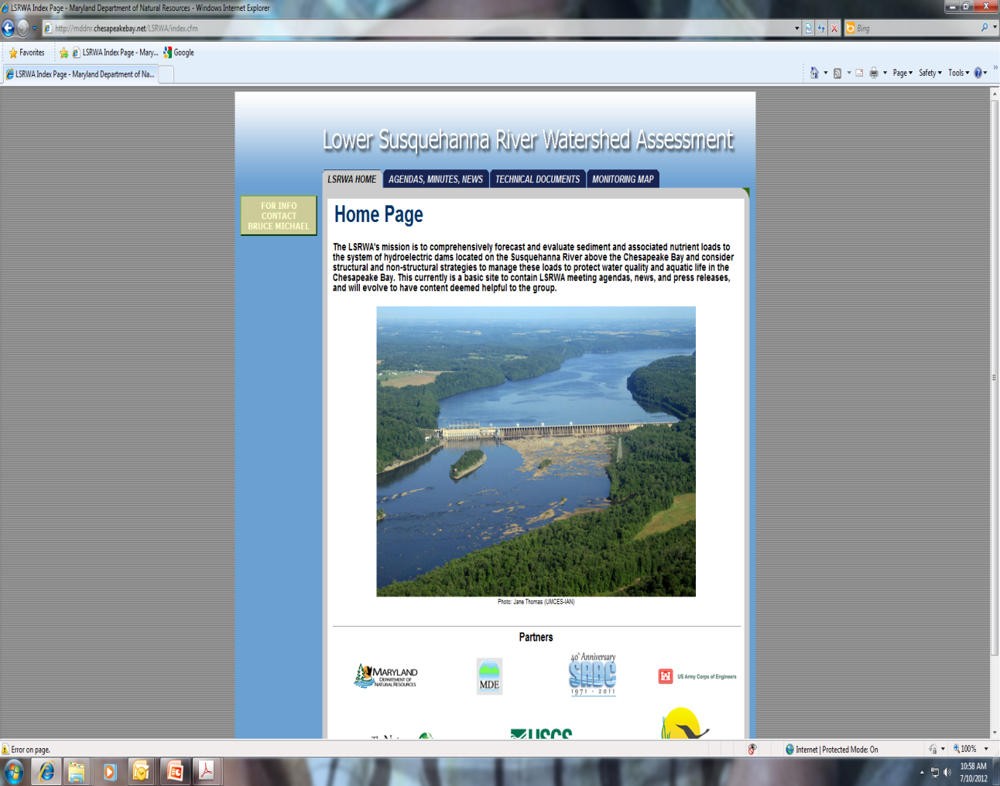 LSRWA Index Page - Maryland Department of Natural Resources - Windows Internet Explorer
http://mddnr.chesapeakebay.net/LSRWA/index.cfm
Bing
Favorites
LSRWA Index Page - Mary...
Google
LSRWA Index Page - Maryland Department of Na...
Page
Safety
Tools
Lower Susquehanna River Watershed Assessment
LSRWA HOME
AGENDAS, MINUTES, NEWS
TECHNICAL DOCUMENTS
MONITORING MAP
FOR INFO
CONTACT
BRUCE MICHAEL
Home Page
The LSRWA's mission is to comprehensively forecast and evaluate sediment and associated nutrient loads to
the system of hydroelectric dams located on the Susquehanna River above the Chesapeake Bay and consider
structural and non-structural strategies to manage these loads to protect water quality and aquatic life in the
Chesapeake Bay. This currently is a basic site to contain LSRWA meeting agendas, news, and press releases,
and will evolve to have content deemed helpful to the group.
Photo: Jane Thomas (UMCES-IAN)
Partners
MARYLAND
DEPARTMENT OF
NATURAL RESOURCES
MDE
40th Anniversary
SRBC
1971 - 2011
US Army Corps of Engineers
USGS
Error on page.
Internet | Protected Mode: On
100%
10:58 AM
7/10/2012